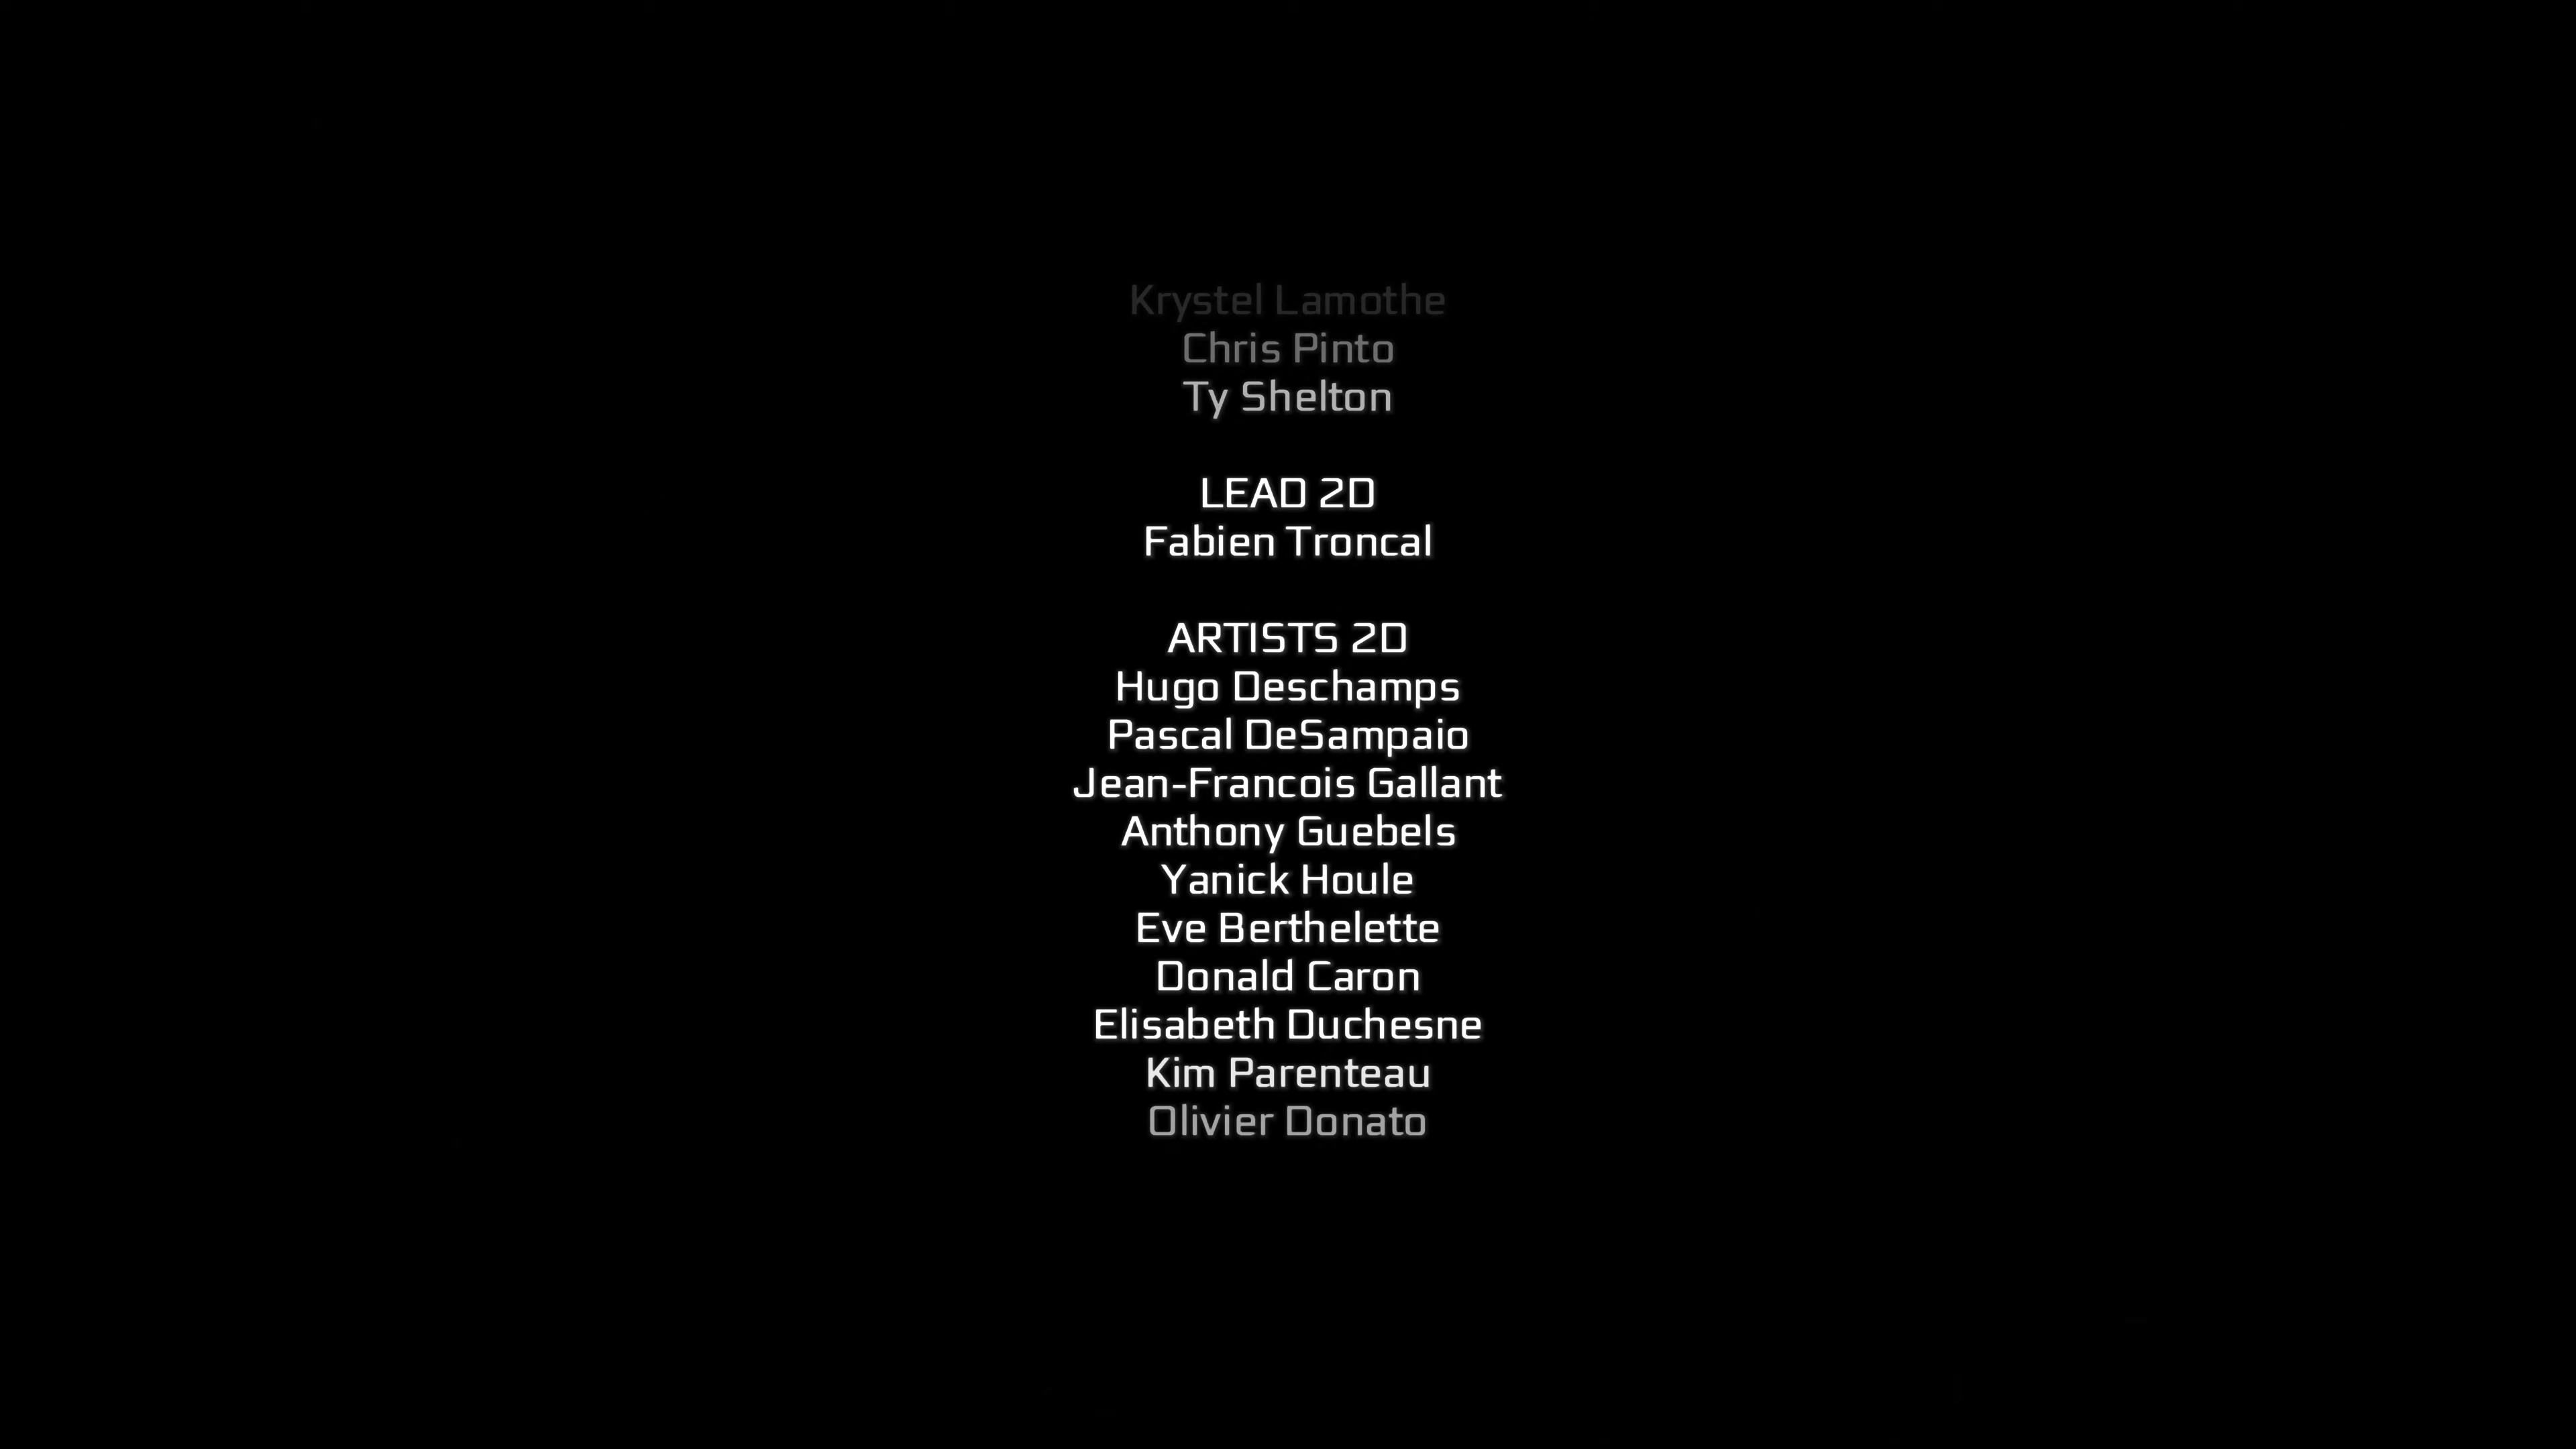 Krystel Lamothe
Chris Pinto
Ty Shelton
LEAD 2D
Fabien Troncal
ARTISTS 2D
Hugo Deschamps
Pascal DeSampaio
Jean-Francois Gallant
Anthony Guebels
Yanick Houle
Eve Berthelette
Donald Caron
Elisabeth Duchesne
Kim Parenteau
Olivier Donato